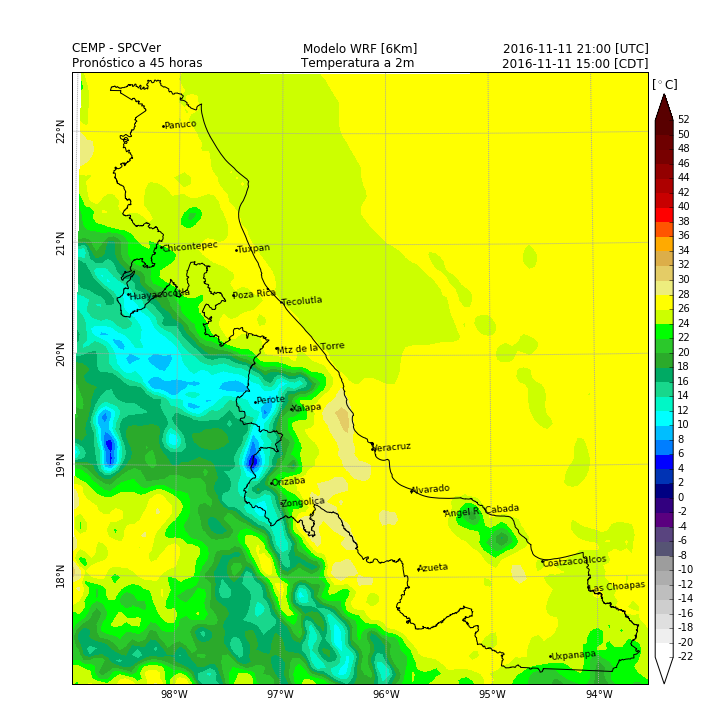 CEMP - SPCVer
Modelo WRF [6Km]
2016-11-11 21:00 [UTC]
Pronóstico a 45 horas
Temperatura a 2m
2016-11-11 15:00 [CDT]
[°C]
52
50
48
46
44
42
40
38
36
34
32
30
28
26
24
22
20
18
16
14
12
10
8
6
4
2
0
-2
-4
-6
-8
-10
-12
-14
-16
-18
-20
-22
22°N
21°N
20°N
19°N
18°N
Panuco
Chicontepec
Tuxpan
Huayacocotla
Poza Rica
Tecolutla
Mtz de la Torre
Perote
Xalapa
Veracruz
Orizaba
Alvarado
Zongolica
Angel R. Cabada
Azueta
Coatzacoalcos
Las Choapas
Uxpanapa
98°W
97°W
96°W
95°W
94°W